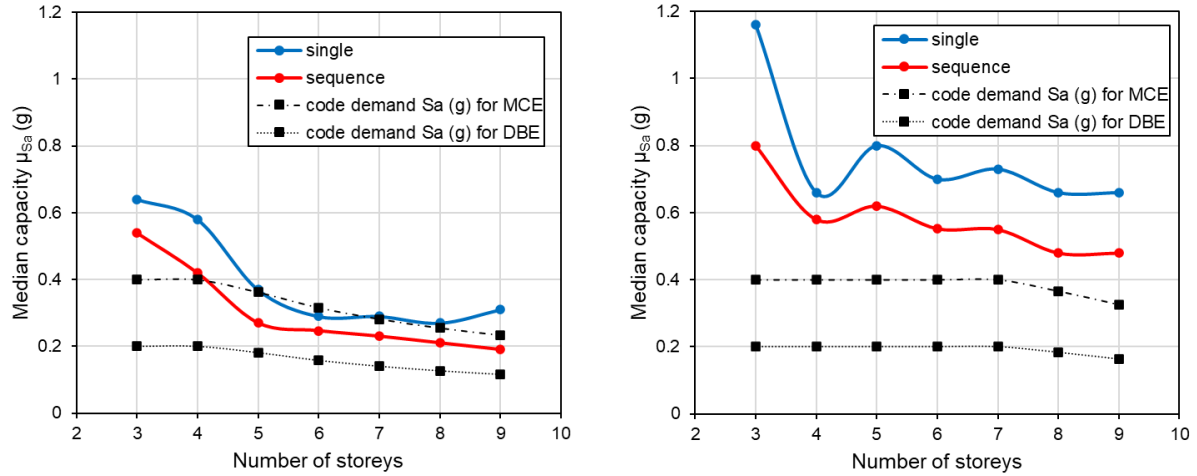 1.2
1
0.8
0.6
0.4
0.2
0
Median capacity μSa (g)
single
sequence
code demand Sa (g) for MCE
code demand Sa (g) for DBE
2 3 4 5 6 7 8 9 10
Number of storeys
1.2
1
0.8
0.6
0.4
0.2
0
Median capacity μSa (g)
single
sequence
code demand Sa (g) for MCE
code demand Sa (g) for DBE
2 3 4 5 6 7 8 9 10
Number of storeys